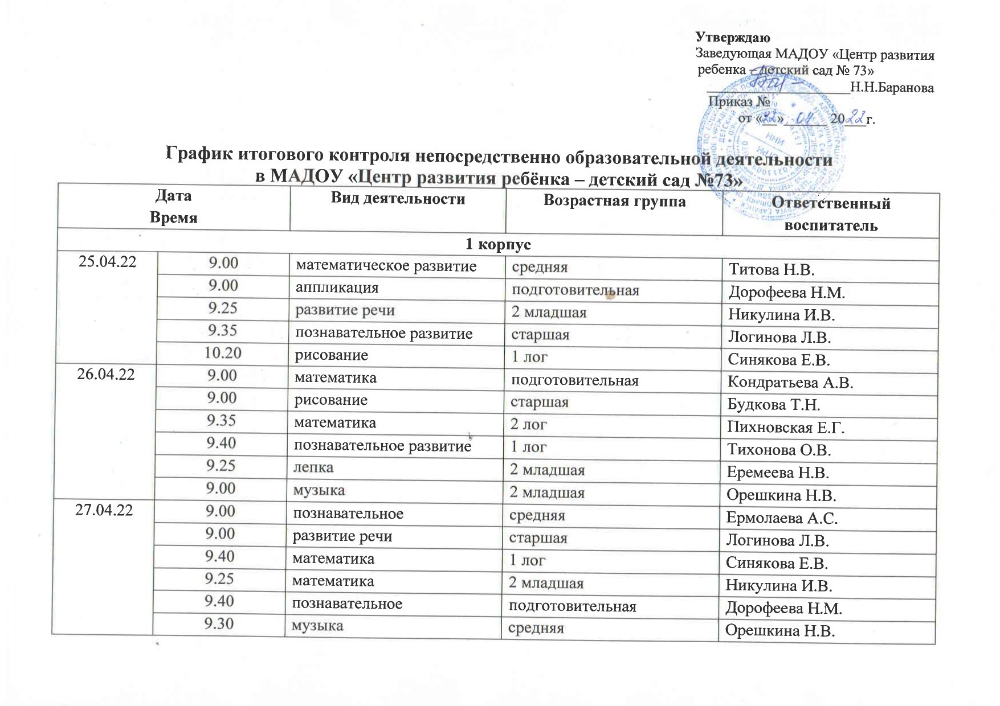 Утверждаю
Заведующая МАДОУ «Центр развития
ребенка – детский сад № 73»
____________________Н.Н.Баранова
Приказ №
от «22» 04 2022г.
График итогового контроля непосредственно образовательной деятельности
в МАДОУ «Центр развития ребёнка – детский сад №73»
Дата Время Вид деятельности Возрастная группа Ответственный воспитатель
1 корпус
25.04.22 9.00 математическое развитие средняя Титова Н.В.
9.00 аппликация подготовительная Дорофеева Н.М.
9.25 развитие речи 2 младшая Никулина И.В.
9.35 познавательное развитие старшая Логинова Л.В.
10.20 рисование 1 лог Синякова Е.В.
26.04.22 9.00 математика подготовительная Кондратьева А.В.
9.00 рисование старшая Будкова Т.Н.
9.35 математика 2 лог Пихновская Е.Г.
9.40 познавательное развитие 1 лог Тихонова О.В.
9.25 лепка 2 младшая Еремеева Н.В.
9.00 музыка 2 младшая Орешкина Н.В.
27.04.22 9.00 познавательное средняя Ермолаева А.С.
9.00 развитие речи старшая Логинова Л.В.
9.40 математика 1 лог Синякова Е.В.
9.25 математика 2 младшая Никулина И.В.
9.40 познавательное подготовительная Дорофеева Н.М.
9.30 музыка средняя Орешкина Н.В.